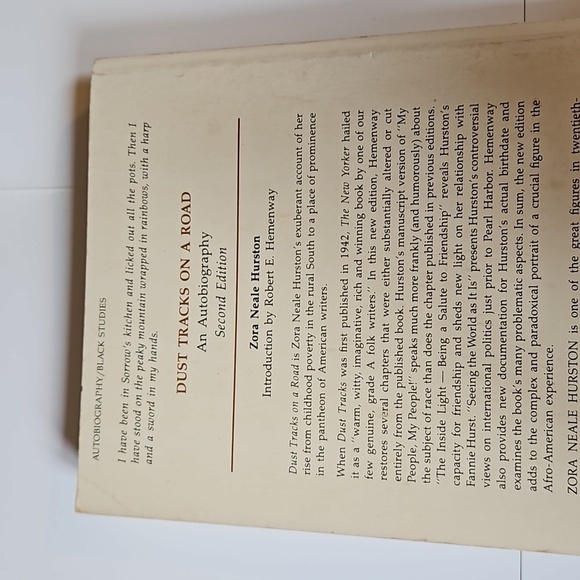 AUTOBIOGRAPHY/BLACK STUDIES
I have been in Sorrow's kitchen and licked out all the pots. Then I
have stood on the peaky mountain wrapped in rainbows, with a harp
and a sword in my hands.
DUST TRACKS ON A ROAD
An Autobiography
Second Edition
Zora Neale Hurston
Introduction by Robert E. Hemenway
Dust Tracks on a Road is Zora Neale Hurston's exuberant account of her
rise from childhood poverty in the rural South to a place of prominence
in the pantheon of American writers.
When Dust Tracks was first published in 1942, The New Yorker hailed
it as a "warm, witty, imaginative, rich and winning book by one of our
few genuine, grade A folk writers." In this new edition, Hemenway
restores several chapters that were either substantially altered or cut
entirely from the published book. Hurston's manuscript version of "My
People, My People!" speaks much more frankly (and humorously) about
the subject of race than does the chapter published in previous editions.
"The Inside Light — Being a Salute to Friendship" reveals Hurston's
capacity for friendship and sheds new light on her relationship with
Fannie Hurst. "Seeing the World as It Is" presents Hurston's controversial
views on international politics just prior to Pearl Harbor. Hemenway
also provides new documentation for Hurston's actual birthdate and
examines the book's many problematic aspects. In sum, the new edition
adds to the complex and paradoxical portrait of a crucial figure in the
Afro-American experience.
ZORA NEALE HURSTON is one of the great figures in twentieth-